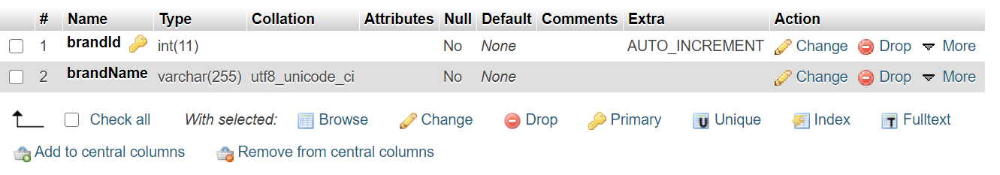 # Name Type Collation Attributes Null Default Comments Extra Action
1 brandId int(11) No None AUTO_INCREMENT Change Drop More
2 brandName varchar(255) utf8_unicode_ci No None Change Drop More
Check all With selected: Browse Change Drop Primary Unique Index Fulltext
Add to central columns Remove from central columns